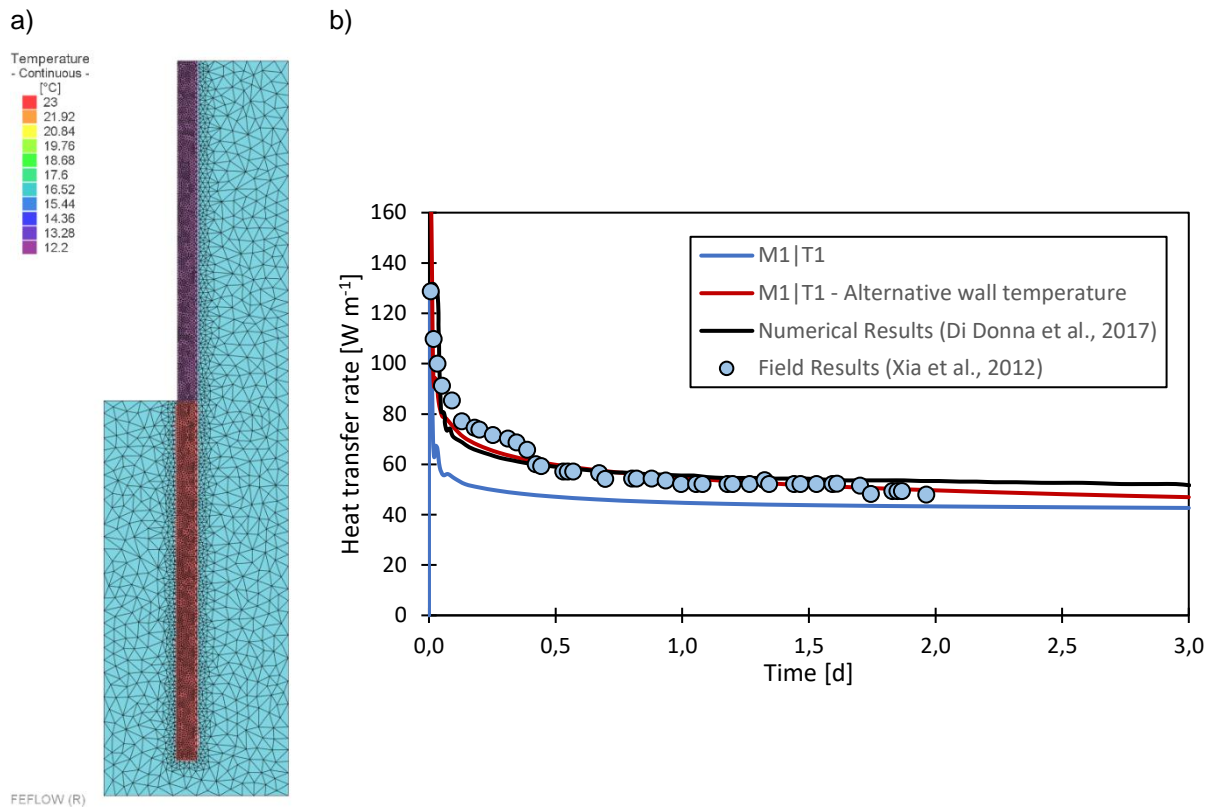 a)
Temperature
- Continuous -
[°C]
23
21.92
20.84
19.76
18.68
17.6
16.52
15.44
14.36
13.28
12.2
FEFLOW (R)
b)
Heat transfer rate [W m⁻¹]
160
140
120
100
80
60
40
20
0
M1|T1
M1|T1 - Alternative wall temperature
Numerical Results (Di Donna et al., 2017)
Field Results (Xia et al., 2012)
0,0 0,5 1,0 1,5 2,0 2,5 3,0
Time [d]